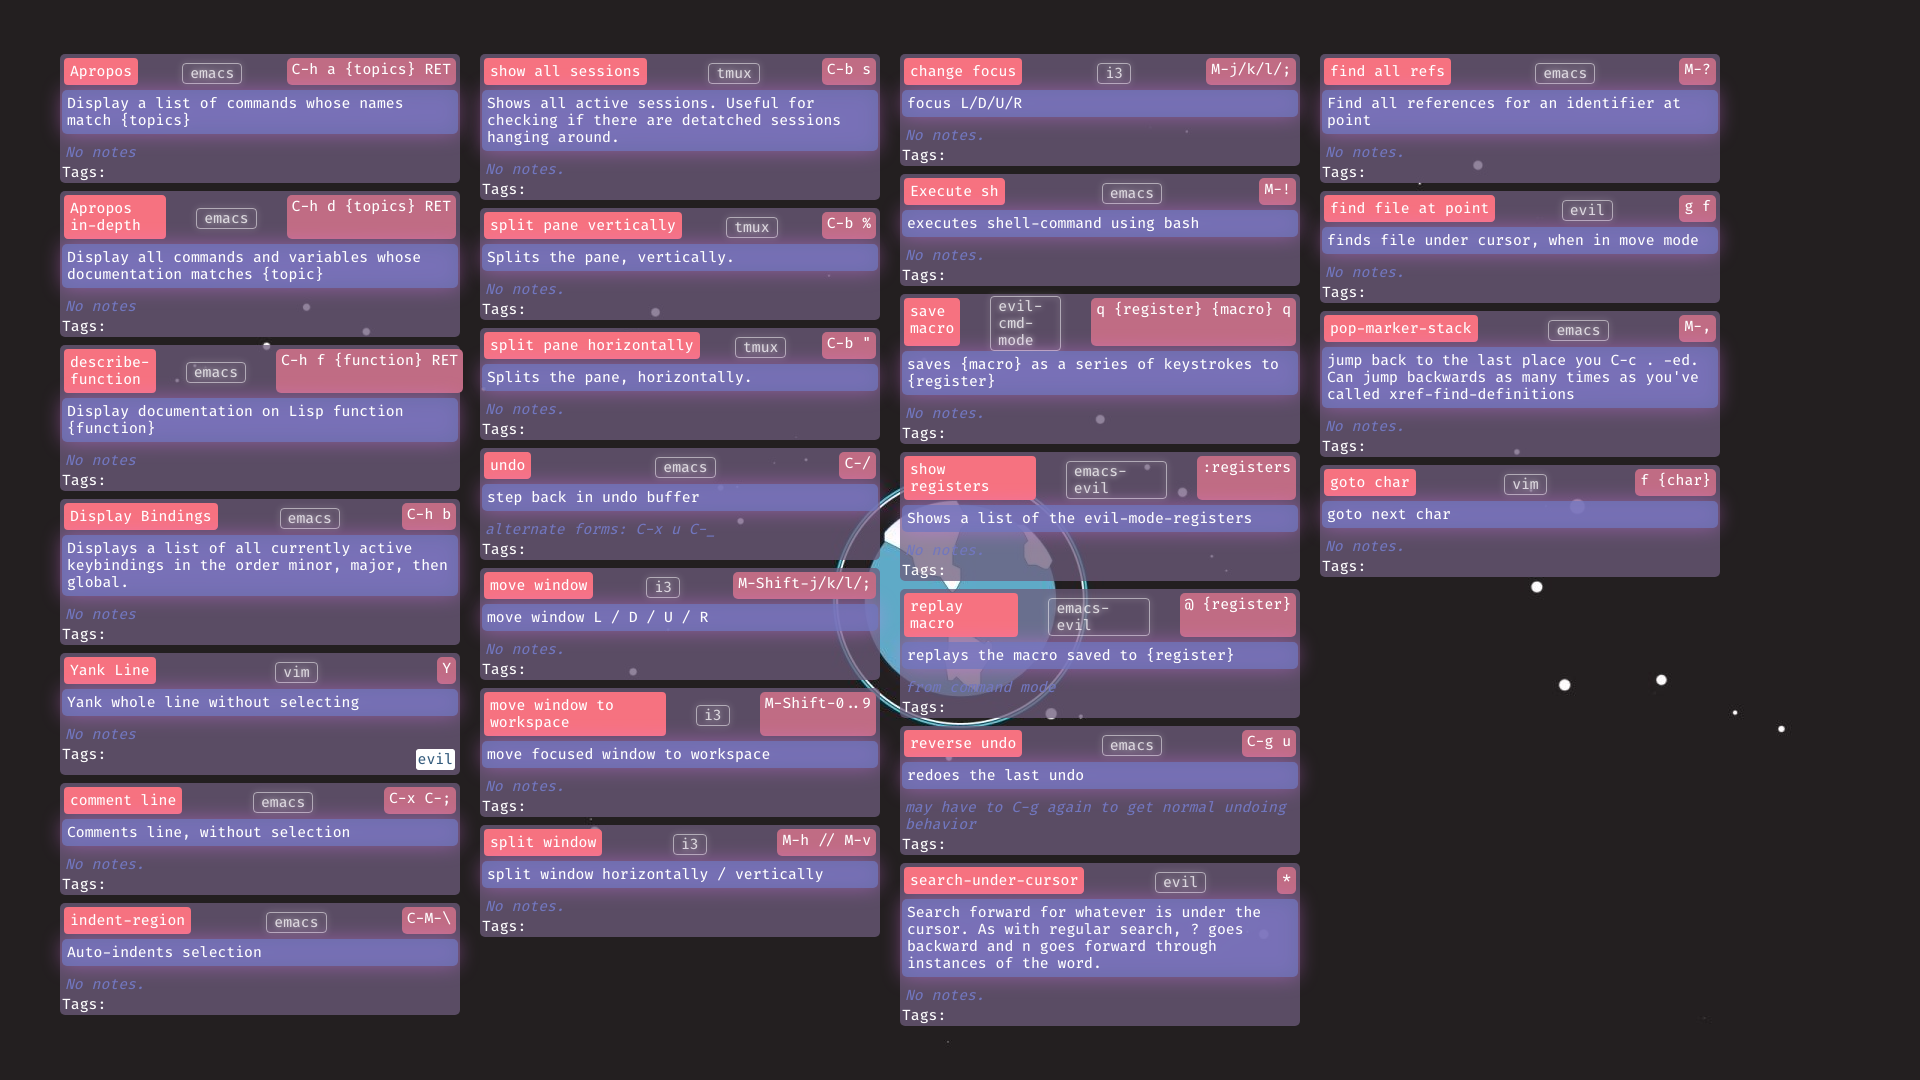 Apropos emacs C-h a {topics} RET
Display a list of commands whose names
match {topics}
No notes
Tags:
Apropos
in-depth emacs C-h d {topics} RET
Display all commands and variables whose
documentation matches {topic}
No notes
Tags:
describe-
function emacs C-h f {function} RET
Display documentation on Lisp function
{function}
No notes
Tags:
Display Bindings emacs C-h b
Displays a list of all currently active
keybindings in the order minor, major, then
global.
No notes
Tags:
Yank Line vim Y
Yank whole line without selecting
No notes
Tags:
evil
comment line emacs C-x C-;
Comments line, without selection
No notes.
Tags:
indent-region emacs C-M-\
Auto-indents selection
No notes.
Tags:
show all sessions tmux C-b s
Shows all active sessions. Useful for
checking if there are detatched sessions
hanging around.
No notes.
Tags:
split pane vertically tmux C-b %
Splits the pane, vertically.
No notes.
Tags:
split pane horizontally tmux C-b "
Splits the pane, horizontally.
No notes.
Tags:
undo emacs C-/
step back in undo buffer
alternate forms: C-x u C-_
Tags:
move window i3 M-Shift-j/k/l/;
move window L / D / U / R
No notes.
Tags:
move window to
workspace i3 M-Shift-0..9
move focused window to workspace
No notes.
Tags:
split window i3 M-h // M-v
split window horizontally / vertically
No notes.
Tags:
change focus i3 M-j/k/l/;
focus L/D/U/R
No notes.
Tags:
Execute sh emacs M-!
executes shell-command using bash
No notes.
Tags:
save
macro evil-
cmd-
mode q {register} {macro} q
saves {macro} as a series of keystrokes to
{register}
No notes.
Tags:
show
registers emacs-
evil :registers
Shows a list of the evil-mode-registers
No notes.
Tags:
replay
macro emacs-
evil @ {register}
replays the macro saved to {register}
from command mode
Tags:
reverse undo emacs C-g u
redoes the last undo
may have to C-g again to get normal undoing
behavior
Tags:
search-under-cursor evil *
Search forward for whatever is under the
cursor. As with regular search, ? goes
backward and n goes forward through
instances of the word.
No notes.
Tags:
find all refs emacs M-?
Find all references for an identifier at
point
No notes.
Tags:
find file at point evil g f
finds file under cursor, when in move mode
No notes.
Tags:
pop-marker-stack emacs M-,
jump back to the last place you C-c . -ed.
Can jump backwards as many times as you've
called xref-find-definitions
No notes.
Tags:
goto char vim f {char}
goto next char
No notes.
Tags: